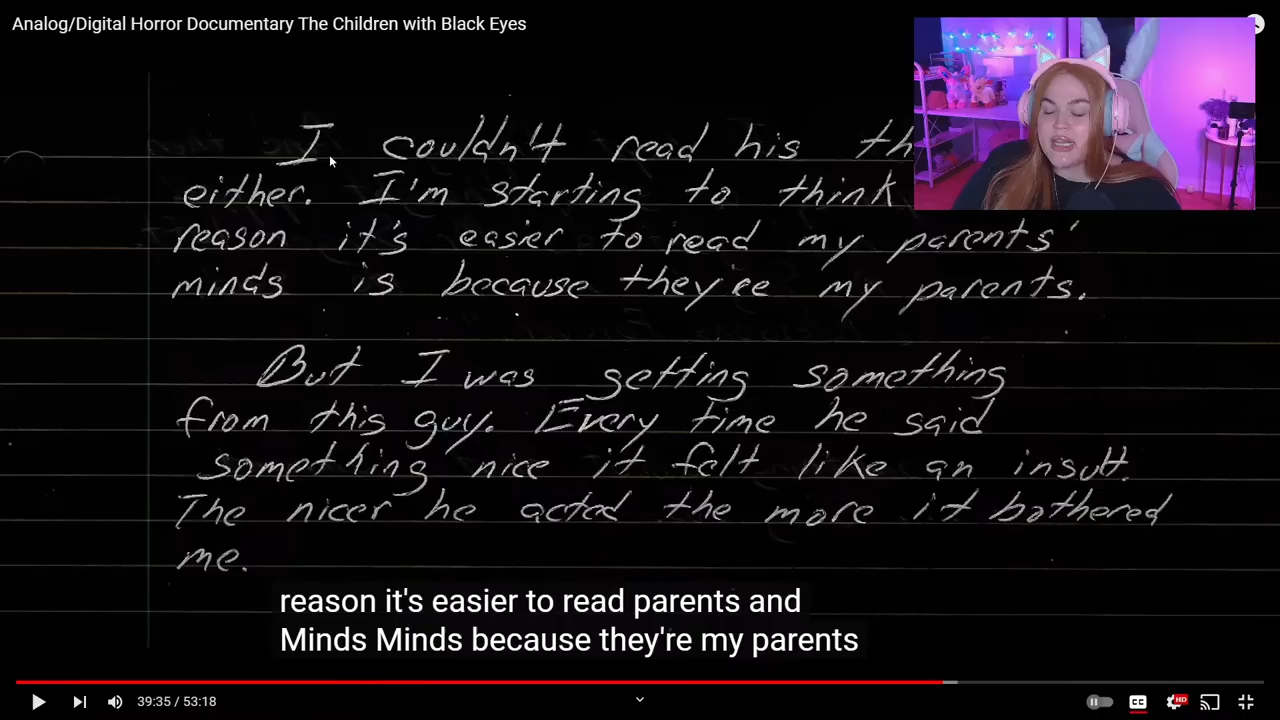 Analog/Digital Horror Documentary The Children with Black Eyes
I couldn't read his
either. I'm starting to think
reason it's easier to read my parents'
minds is because they're my parents.
But I was getting something
from this guy. Every time he said
something nice it felt like an insult.
The nicer he acted the more it bothered
me.
reason it's easier to read parents and
Minds Minds because they're my parents
39:35 / 53:18
CC
HD